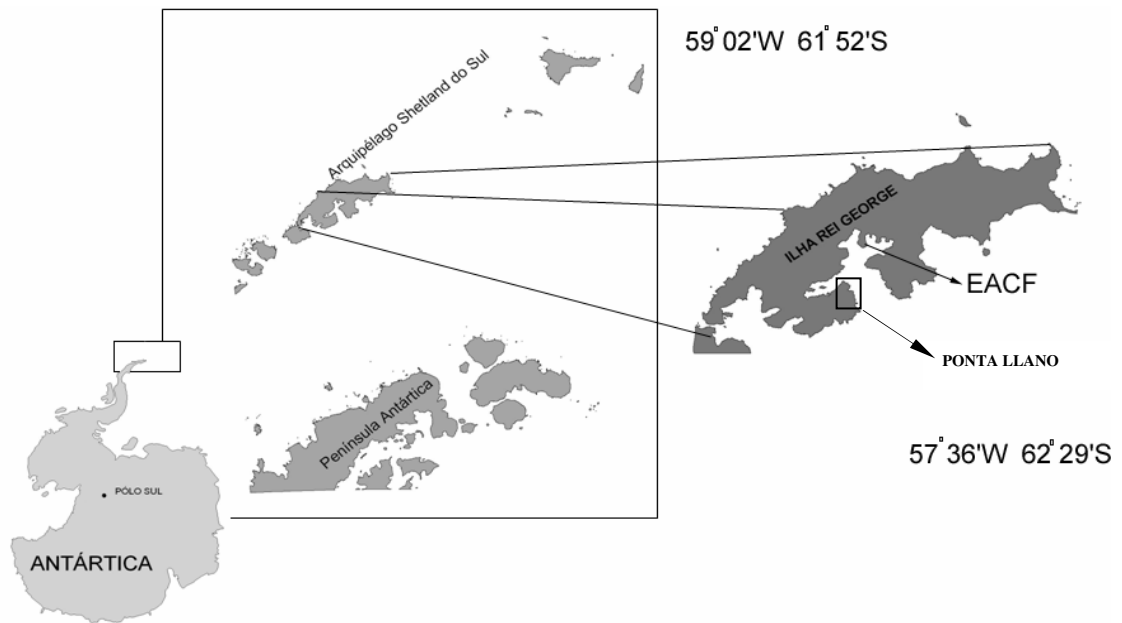 59° 02'W 61° 52'S
Arquipélago Shetland do Sul
ILHA REI GEORGE
EACF
PONTA LLANO
Península Antártica
57° 36'W 62° 29'S
PÓLO SUL
ANTÁRTICA